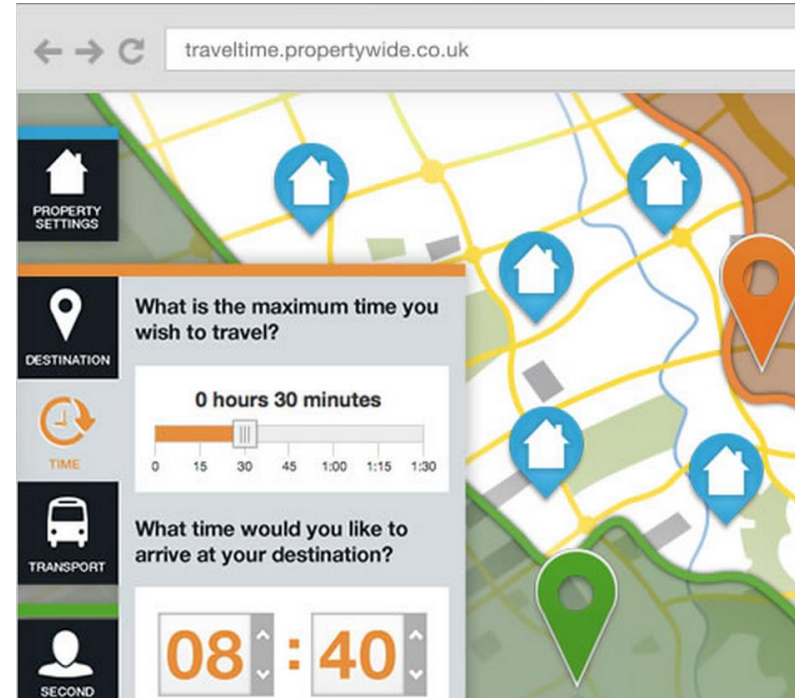 traveltime.propertywide.co.uk
PROPERTY
SETTINGS
DESTINATION
TIME
TRANSPORT
SECOND
What is the maximum time you
wish to travel?
0 hours 30 minutes
0 15 30 45 1:00 1:15 1:30
What time would you like to
arrive at your destination?
08 : 40